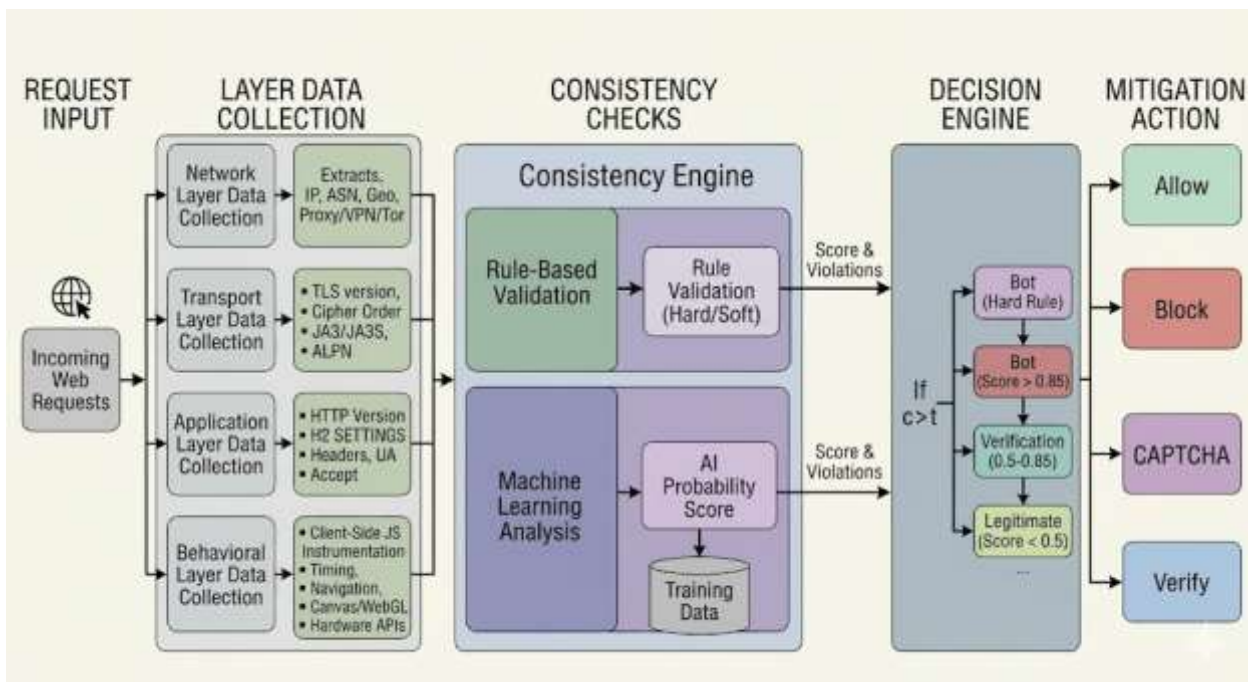 REQUEST
INPUT
LAYER DATA
COLLECTION
CONSISTENCY
CHECKS
DECISION
ENGINE
MITIGATION
ACTION
Incoming
Web
Requests
Network
Layer Data
Collection
Extracts,
IP, ASN, Geo,
Proxy/VPN/Tor
Transport
Layer Data
Collection
• TLS version,
• Cipher Order
• JA3/JA3S,
• ALPN
Application
Layer Data
Collection
• HTTP Version
• H2 SETTINGS
• Headers, UA
• Accept
Behavioral
Layer Data
Collection
• Client-Side JS
Instrumentation
• Timing,
• Navigation,
• Canvas/WebGL
• Hardware APIs
Consistency Engine
Rule-Based
Validation
Rule
Validation
(Hard/Soft)
Machine
Learning
Analysis
AI
Probability
Score
Training
Data
Score &
Violations
Score &
Violations
If
c>t
Bot
(Hard Rule)
Bot
(Score > 0.85)
Verification
(0.5-0.85)
Legitimate
(Score < 0.5)
...
Allow
Block
CAPTCHA
Verify